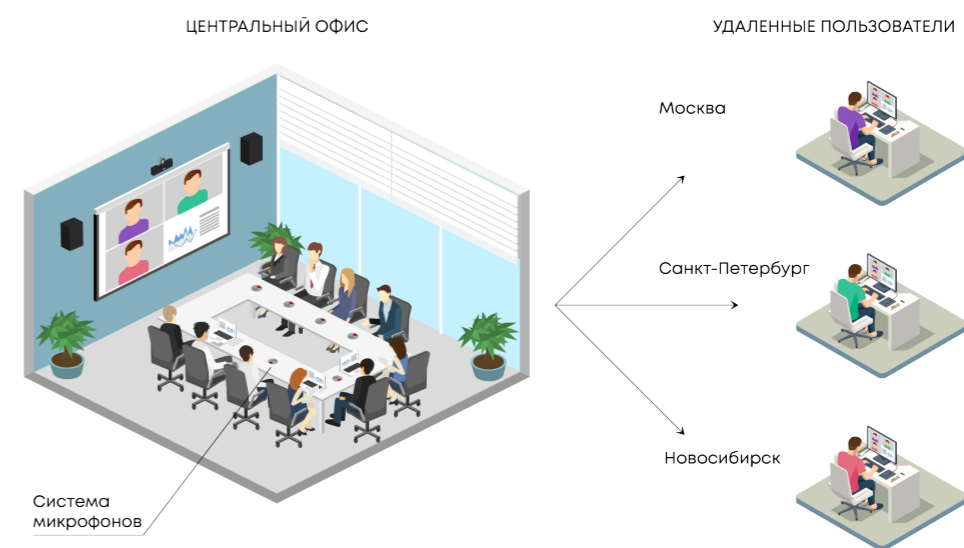 ЦЕНТРАЛЬНЫЙ ОФИС
УДАЛЕННЫЕ ПОЛЬЗОВАТЕЛИ
Москва
Санкт-Петербург
Новосибирск
Система
микрофонов